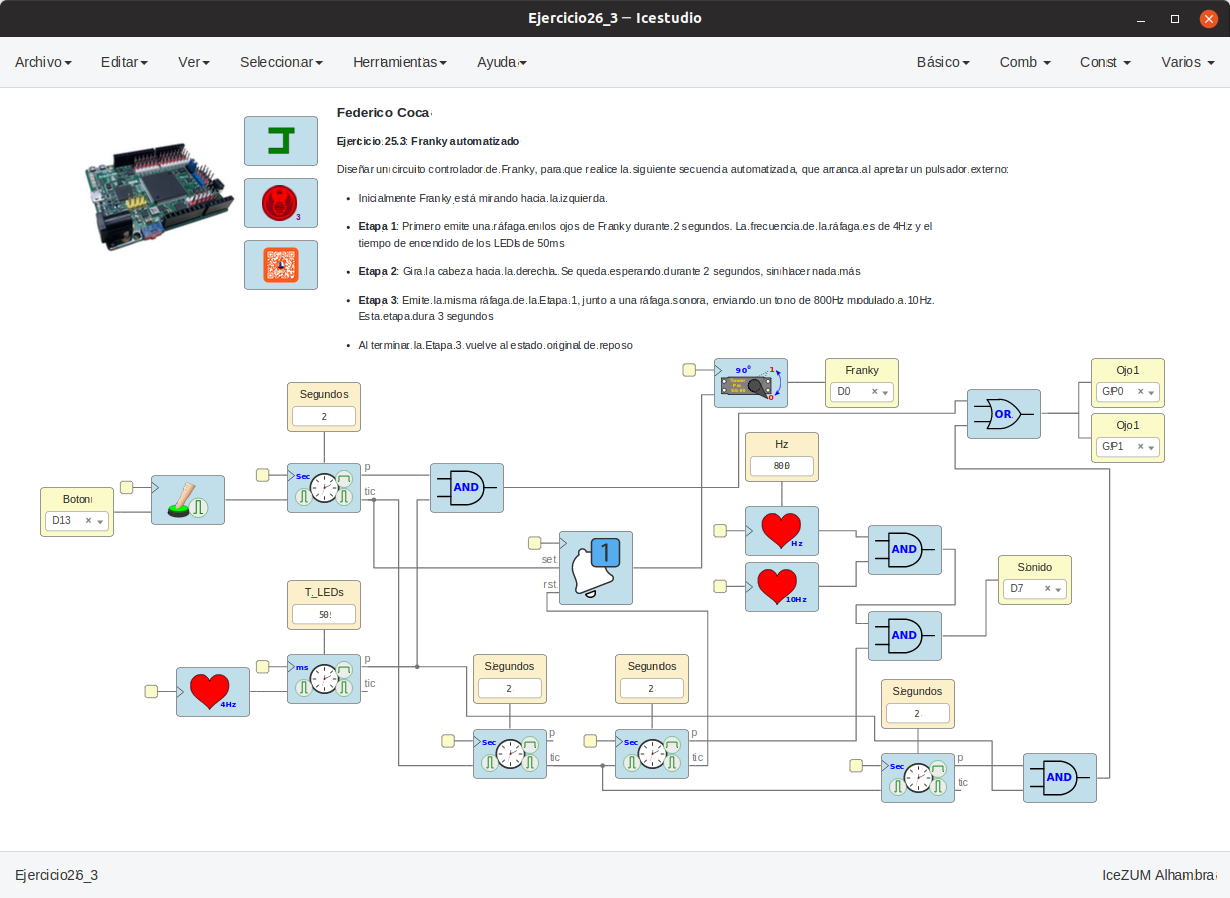 Ejercicio26_3 — Icestudio
Archivo Editar Ver Seleccionar Herramientas Ayuda Básico Comb Const Varios
Federico Coca
Ejercicio 25.3: Franky automatizado
Diseñar un circuito controlador de Franky, para que realice la siguiente secuencia automatizada, que arranca al apretar un pulsador externo:
• Inicialmente Franky está mirando hacia la izquierda.
• Etapa 1: Primero emite una ráfaga en los ojos de Franky durante 2 segundos. La frecuencia de la ráfaga es de 4Hz y el
tiempo de encendido de los LEDs de 50ms
• Etapa 2: Gira la cabeza hacia la derecha. Se queda esperando durante 2 segundos, sin hacer nada más
• Etapa 3: Emite la misma ráfaga de la Etapa 1, junto a una ráfaga sonora, enviando un tono de 800Hz modulado a 10Hz.
Esta etapa dura 3 segundos
• Al terminar la Etapa 3 vuelve al estado original de reposo
3
90º 1
0
Franky
D0
Ojo1
GP0
OR
Ojo1
GP1
Segundos
2
Hz
800
Sec
p
tic
AND
Boton
D13
Hz
AND
10Hz
1
set
rst
Sonido
D7
T_LEDs
50
AND
ms
p
tic
4Hz
Segundos
2
Segundos
2
Segundos
2
Sec
p
tic
Sec
p
tic
Sec
p
tic
AND
Ejercicio26_3
IceZUM Alhambra